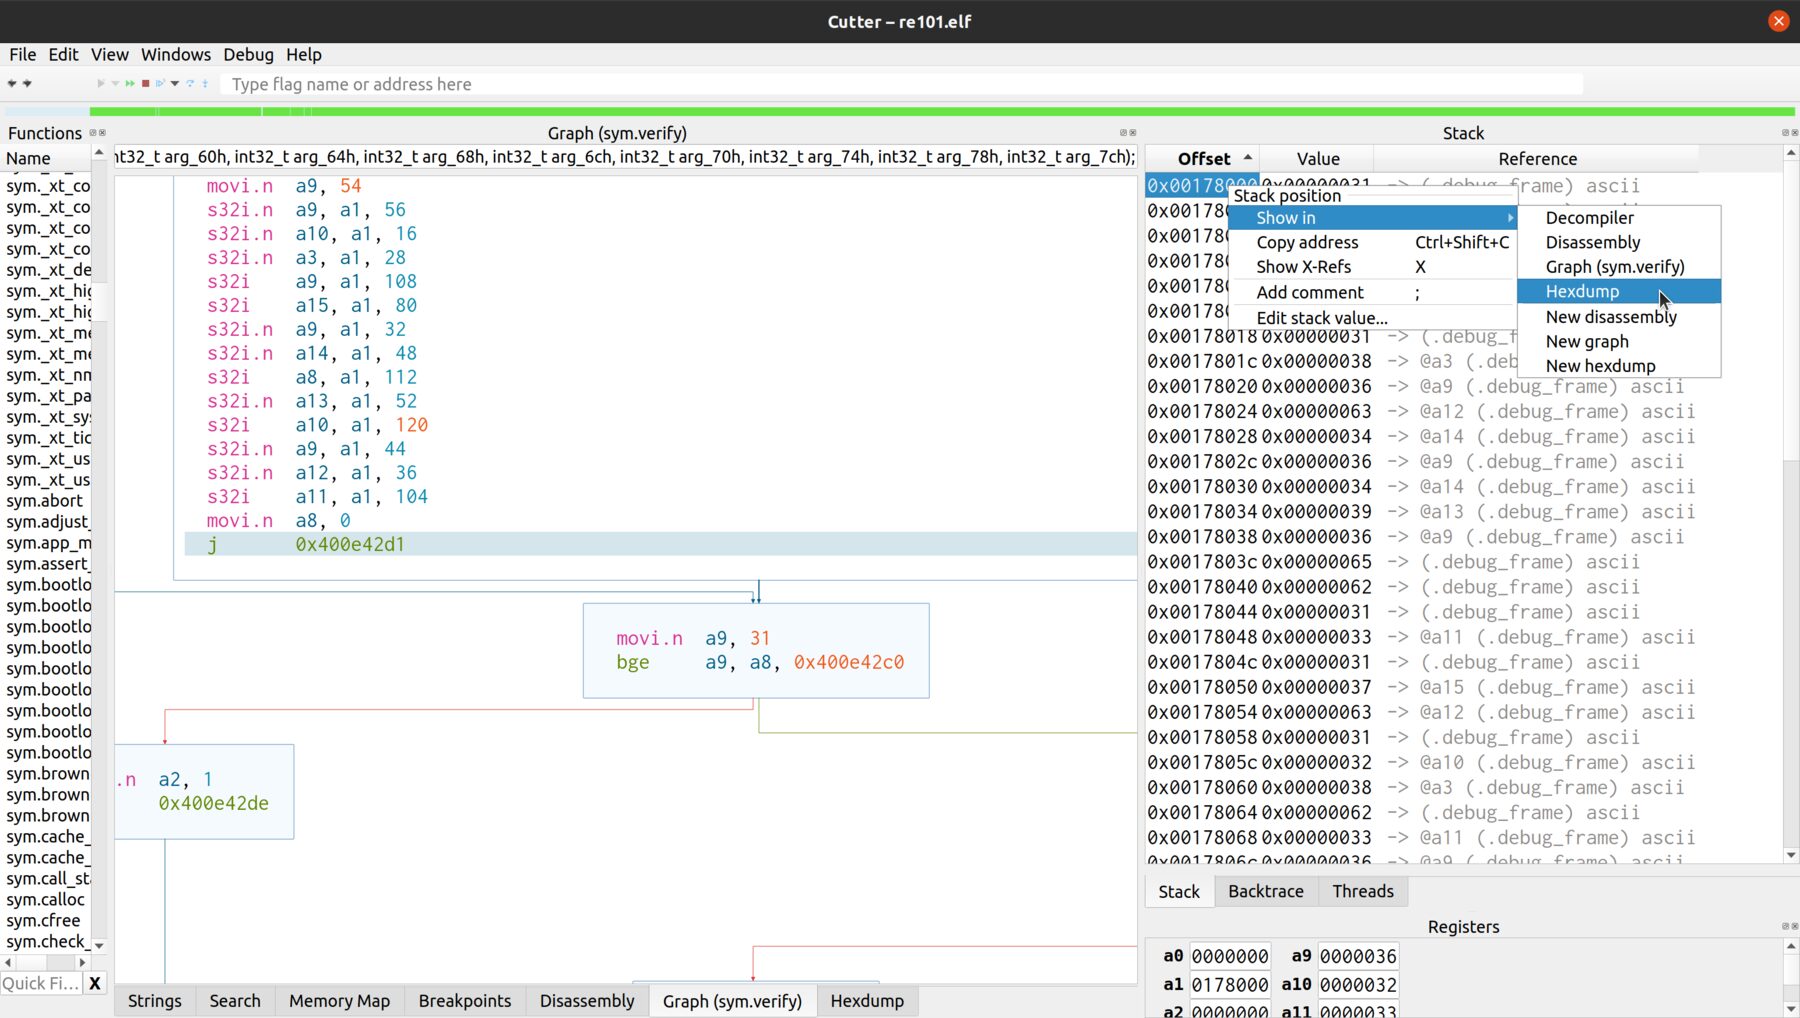 Cutter – re101.elf
File Edit View Windows Debug Help
Type flag name or address here
Functions
Name
sym._xt_co
sym._xt_co
sym._xt_co
sym._xt_co
sym._xt_de
sym._xt_hig
sym._xt_hig
sym._xt_me
sym._xt_me
sym._xt_nm
sym._xt_pa
sym._xt_sys
sym._xt_tic
sym._xt_us
sym._xt_us
sym.abort
sym.adjust_
sym.app_m
sym.assert_
sym.bootlo
sym.bootlo
sym.bootlo
sym.bootlo
sym.bootlo
sym.bootlo
sym.bootlo
sym.bootlo
sym.bootlo
sym.brown
sym.brown
sym.brown
sym.cache_
sym.cache_
sym.call_st
sym.calloc
sym.cfree
sym.check_
Quick Fi... X
Graph (sym.verify)
int32_t arg_60h, int32_t arg_64h, int32_t arg_68h, int32_t arg_6ch, int32_t arg_70h, int32_t arg_74h, int32_t arg_78h, int32_t arg_7ch);
movi.n a9, 54
s32i.n a9, a1, 56
s32i.n a10, a1, 16
s32i.n a3, a1, 28
s32i a9, a1, 108
s32i a15, a1, 80
s32i.n a9, a1, 32
s32i.n a14, a1, 48
s32i a8, a1, 112
s32i.n a13, a1, 52
s32i a10, a1, 120
s32i.n a9, a1, 44
s32i.n a12, a1, 36
s32i a11, a1, 104
movi.n a8, 0
j 0x400e42d1
movi.n a9, 31
bge a9, a8, 0x400e42c0
.n a2, 1
0x400e42de
Strings Search Memory Map Breakpoints Disassembly Graph (sym.verify) Hexdump
Stack
Offset Value Reference
0x00178000 0x00000031 -> (.debug_frame) ascii
0x00178
0x00178
0x00178
0x00178
0x00178
0x00178018 0x00000031 -> (.debug_f
0x0017801c 0x00000038 -> @a3 (.deb
0x00178020 0x00000036 -> @a9 (.debug_frame) ascii
0x00178024 0x00000063 -> @a12 (.debug_frame) ascii
0x00178028 0x00000034 -> @a14 (.debug_frame) ascii
0x0017802c 0x00000036 -> @a9 (.debug_frame) ascii
0x00178030 0x00000034 -> @a14 (.debug_frame) ascii
0x00178034 0x00000039 -> @a13 (.debug_frame) ascii
0x00178038 0x00000036 -> @a9 (.debug_frame) ascii
0x0017803c 0x00000065 -> (.debug_frame) ascii
0x00178040 0x00000062 -> (.debug_frame) ascii
0x00178044 0x00000031 -> (.debug_frame) ascii
0x00178048 0x00000033 -> @a11 (.debug_frame) ascii
0x0017804c 0x00000031 -> (.debug_frame) ascii
0x00178050 0x00000037 -> @a15 (.debug_frame) ascii
0x00178054 0x00000063 -> @a12 (.debug_frame) ascii
0x00178058 0x00000031 -> (.debug_frame) ascii
0x0017805c 0x00000032 -> @a10 (.debug_frame) ascii
0x00178060 0x00000038 -> @a3 (.debug_frame) ascii
0x00178064 0x00000062 -> (.debug_frame) ascii
0x00178068 0x00000033 -> @a11 (.debug_frame) ascii
0x0017806c 0x00000036 -> @a9 (.debug_frame) ascii
Stack position
Show in
Copy address Ctrl+Shift+C
Show X-Refs X
Add comment ;
Edit stack value...
Decompiler
Disassembly
Graph (sym.verify)
Hexdump
New disassembly
New graph
New hexdump
Stack Backtrace Threads
Registers
a0 0000000 a9 0000036
a1 0178000 a10 0000032
a2 0000000 a11 0000033